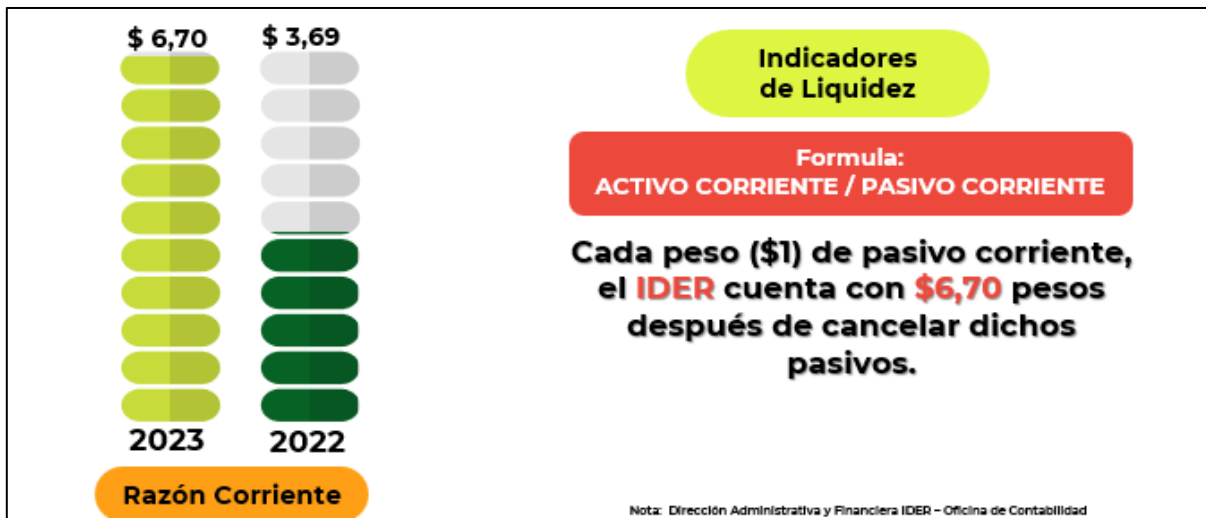 $ 6,70
$ 3,69
2023
2022
Razón Corriente
Indicadores
de Liquidez
Formula:
ACTIVO CORRIENTE / PASIVO CORRIENTE
Cada peso ($1) de pasivo corriente,
el IDER cuenta con $6,70 pesos
después de cancelar dichos
pasivos.
Nota: Dirección Administrativa y Financiera IDER – Oficina de Contabilidad